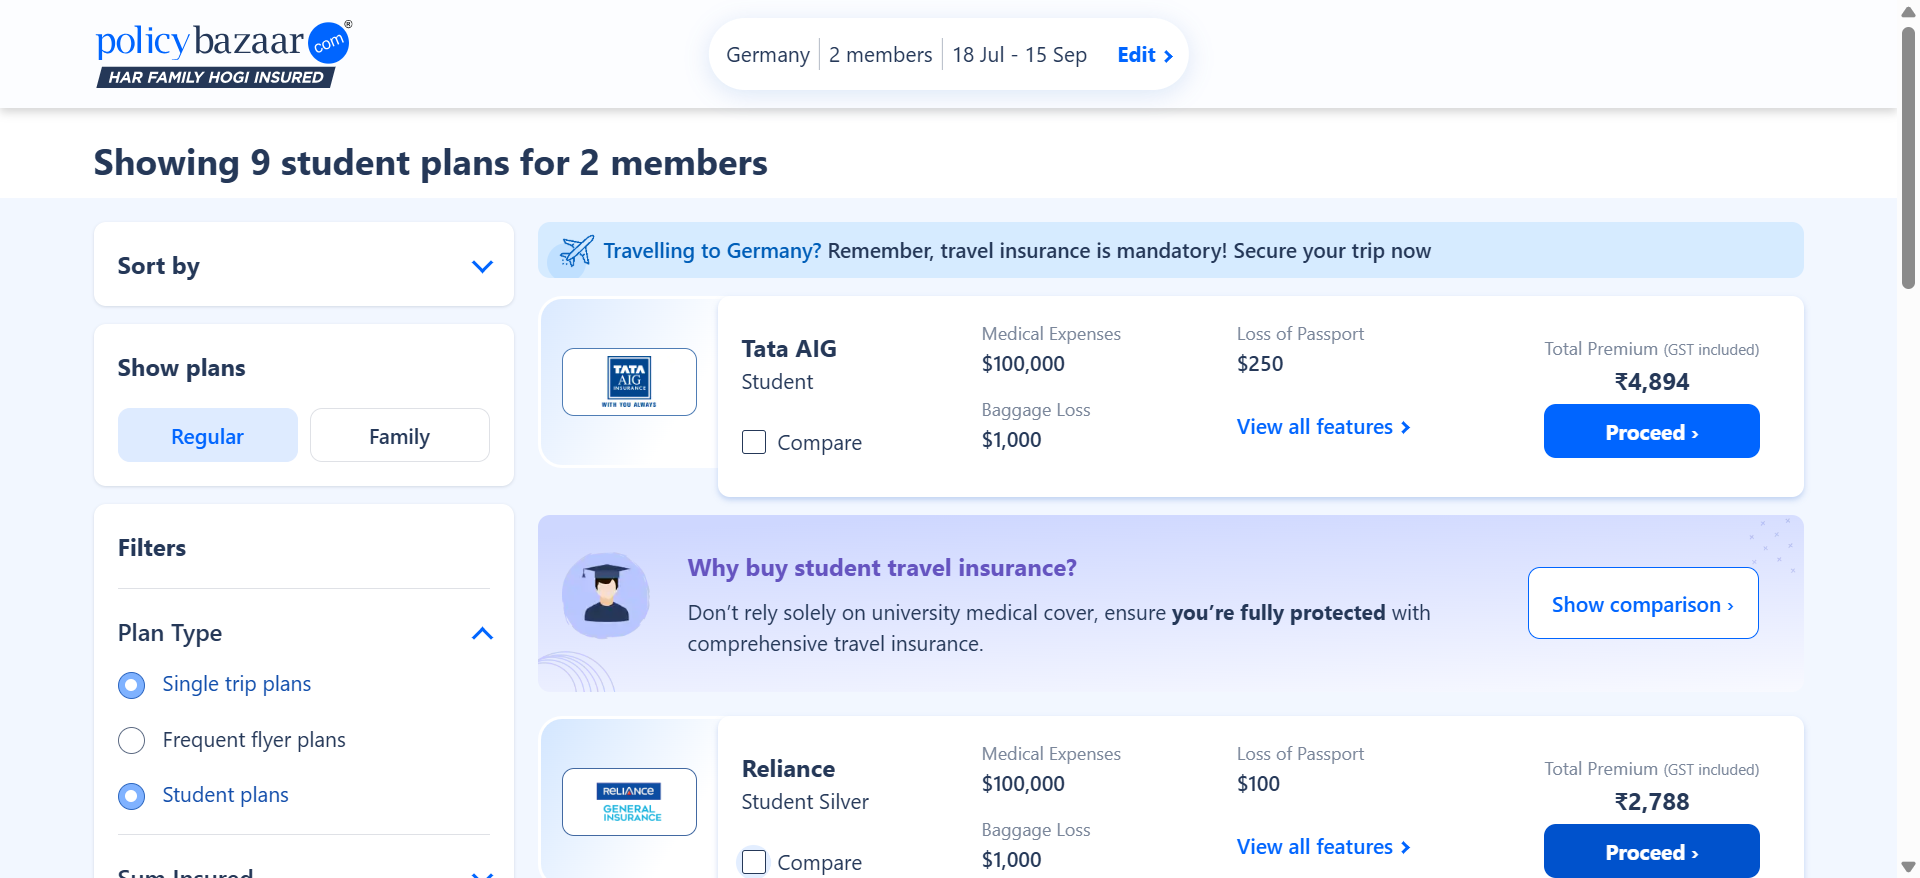 policybazaar.com®
HAR FAMILY HOGI INSURED
Germany 2 members 18 Jul - 15 Sep Edit ›
Showing 9 student plans for 2 members
Sort by
Show plans
Regular Family
Filters
Plan Type
Single trip plans
Frequent flyer plans
Student plans
Sum Insured
Travelling to Germany? Remember, travel insurance is mandatory! Secure your trip now
TATA
AIG
INSURANCE
WITH YOU ALWAYS
Tata AIG
Student
Compare
Medical Expenses
$100,000
Baggage Loss
$1,000
Loss of Passport
$250
View all features ›
Total Premium (GST included)
₹4,894
Proceed ›
Why buy student travel insurance?
Don’t rely solely on university medical cover, ensure you’re fully protected with
comprehensive travel insurance.
Show comparison ›
RELIANCE
GENERAL
INSURANCE
Reliance
Student Silver
Compare
Medical Expenses
$100,000
Baggage Loss
$1,000
Loss of Passport
$100
View all features ›
Total Premium (GST included)
₹2,788
Proceed ›